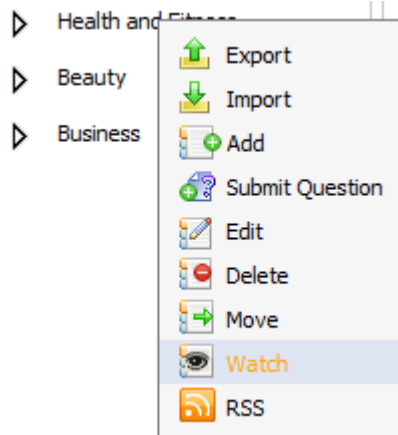 Health and Fitness
Beauty
Business
Export
Import
Add
Submit Question
Edit
Delete
Move
Watch
RSS